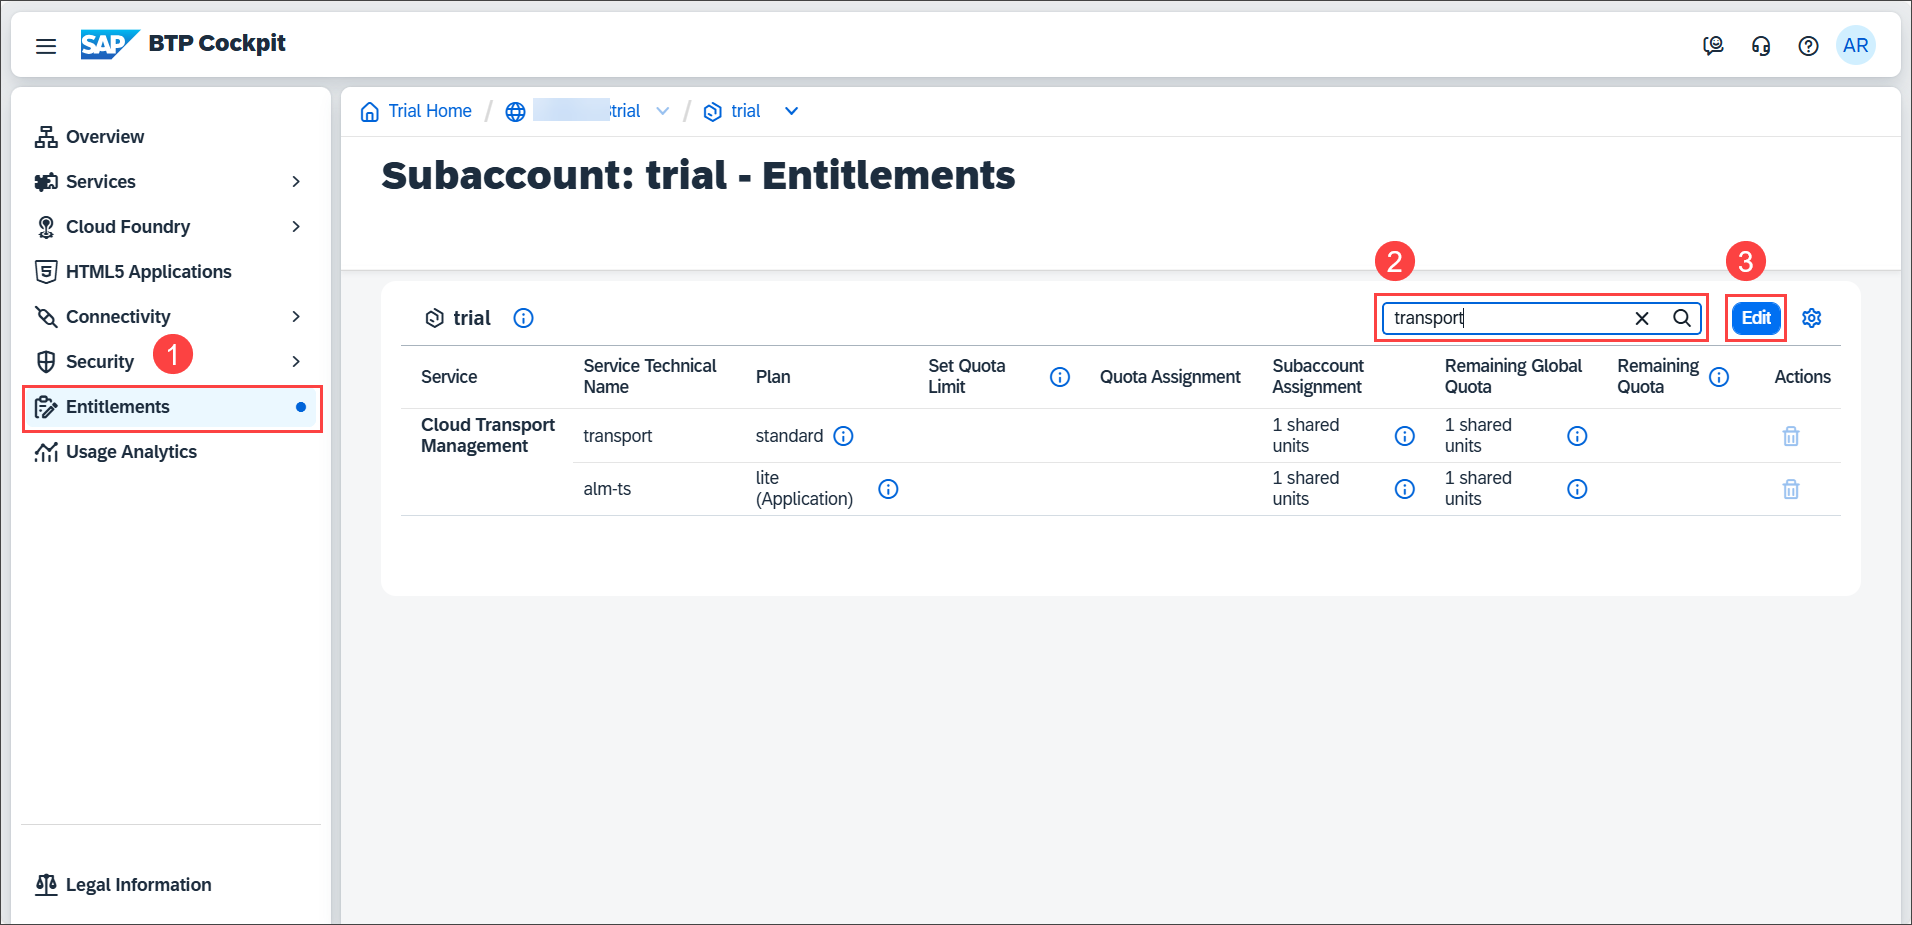 SAP BTP Cockpit
AR
Overview
Services
Cloud Foundry
HTML5 Applications
Connectivity
Security
1
Entitlements
Usage Analytics
Legal Information
Trial Home / trial / trial
Subaccount: trial - Entitlements
2
3
trial
transport
Edit
Service
Service Technical
Name
Plan
Set Quota
Limit
Quota Assignment
Subaccount
Assignment
Remaining Global
Quota
Remaining
Quota
Actions
Cloud Transport
Management
transport
standard
1 shared
units
1 shared
units
alm-ts
lite
(Application)
1 shared
units
1 shared
units